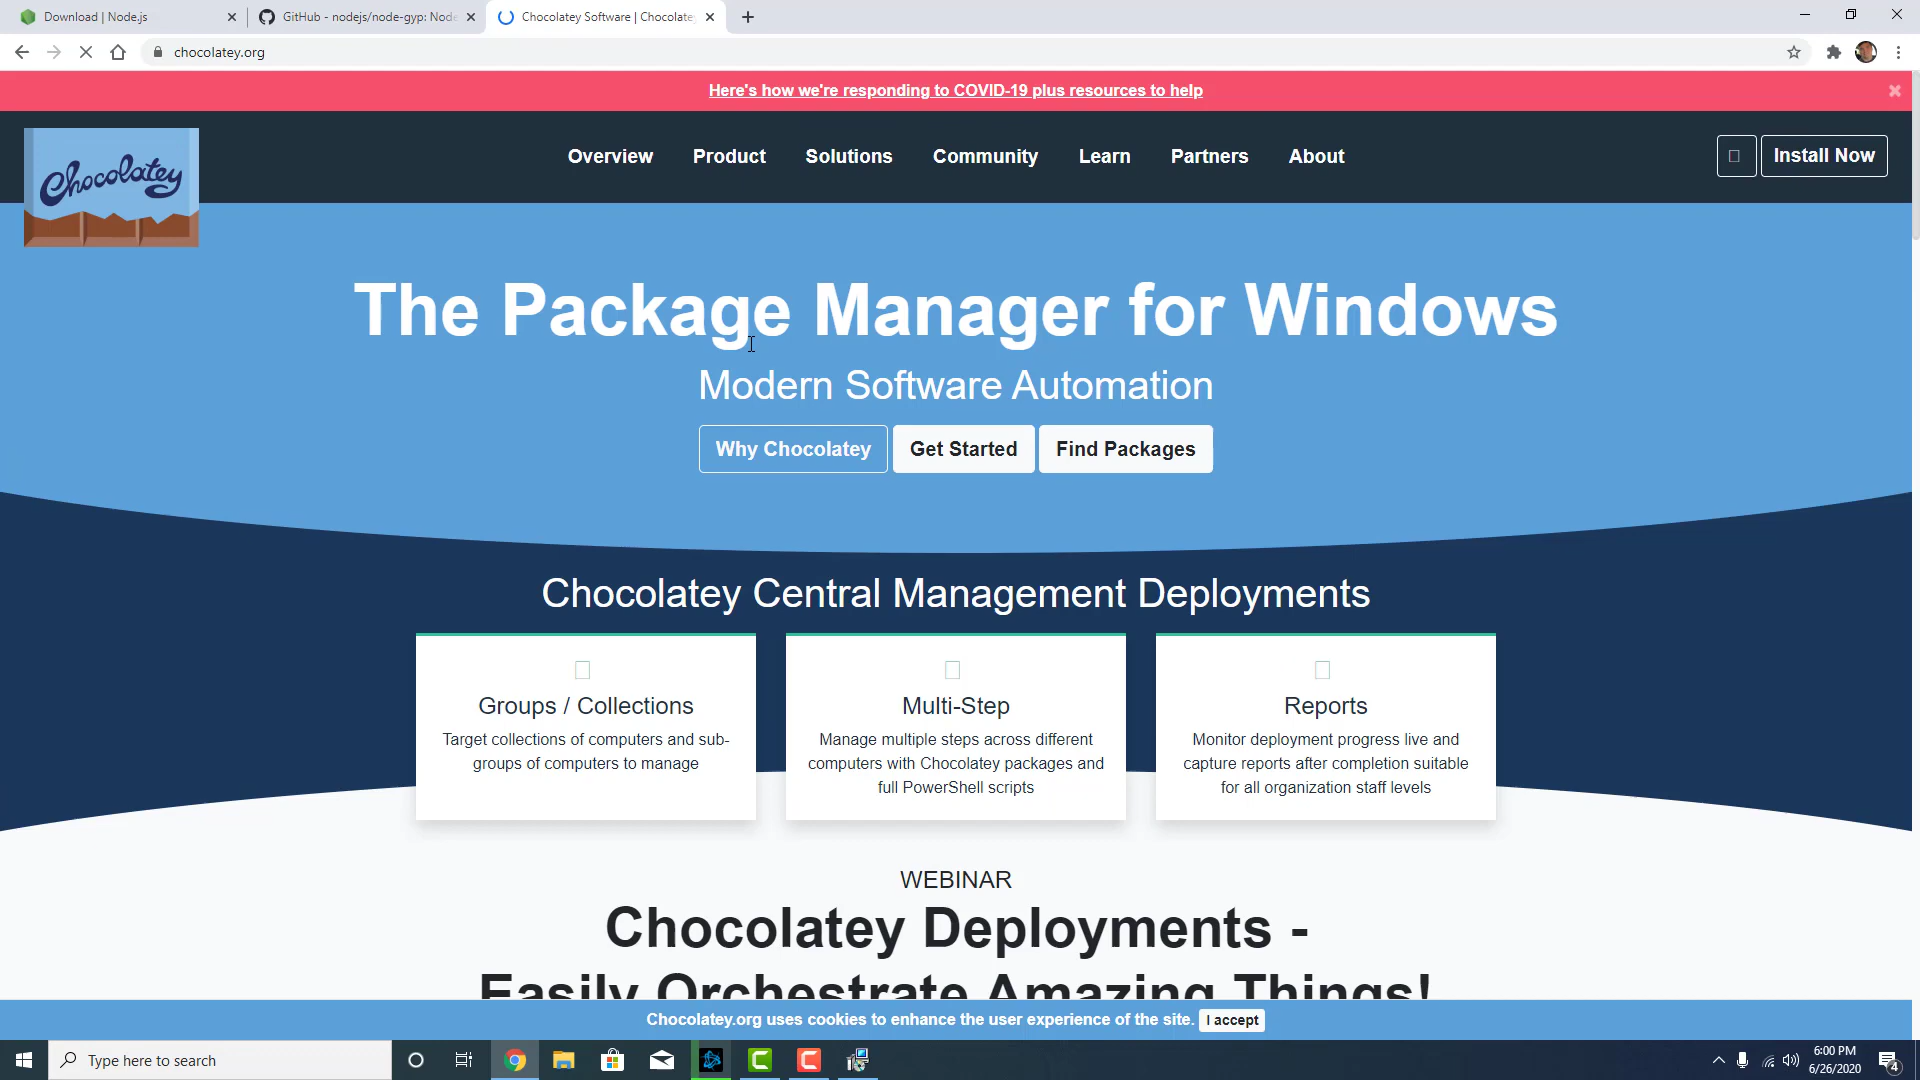 Download | Node.js
GitHub - nodejs/node-gyp: Node
Chocolatey Software | Chocolate
chocolatey.org
Here's how we're responding to COVID-19 plus resources to help
Chocolatey
Overview
Product
Solutions
Community
Learn
Partners
About
Install Now
The Package Manager for Windows
Modern Software Automation
Why Chocolatey
Get Started
Find Packages
Chocolatey Central Management Deployments
Groups / Collections
Target collections of computers and sub-
groups of computers to manage
Multi-Step
Manage multiple steps across different
computers with Chocolatey packages and
full PowerShell scripts
Reports
Monitor deployment progress live and
capture reports after completion suitable
for all organization staff levels
WEBINAR
Chocolatey Deployments -
Easily Orchestrate Amazing Things!
Chocolatey.org uses cookies to enhance the user experience of the site.
I accept
Type here to search
6:00 PM
6/26/2020
4